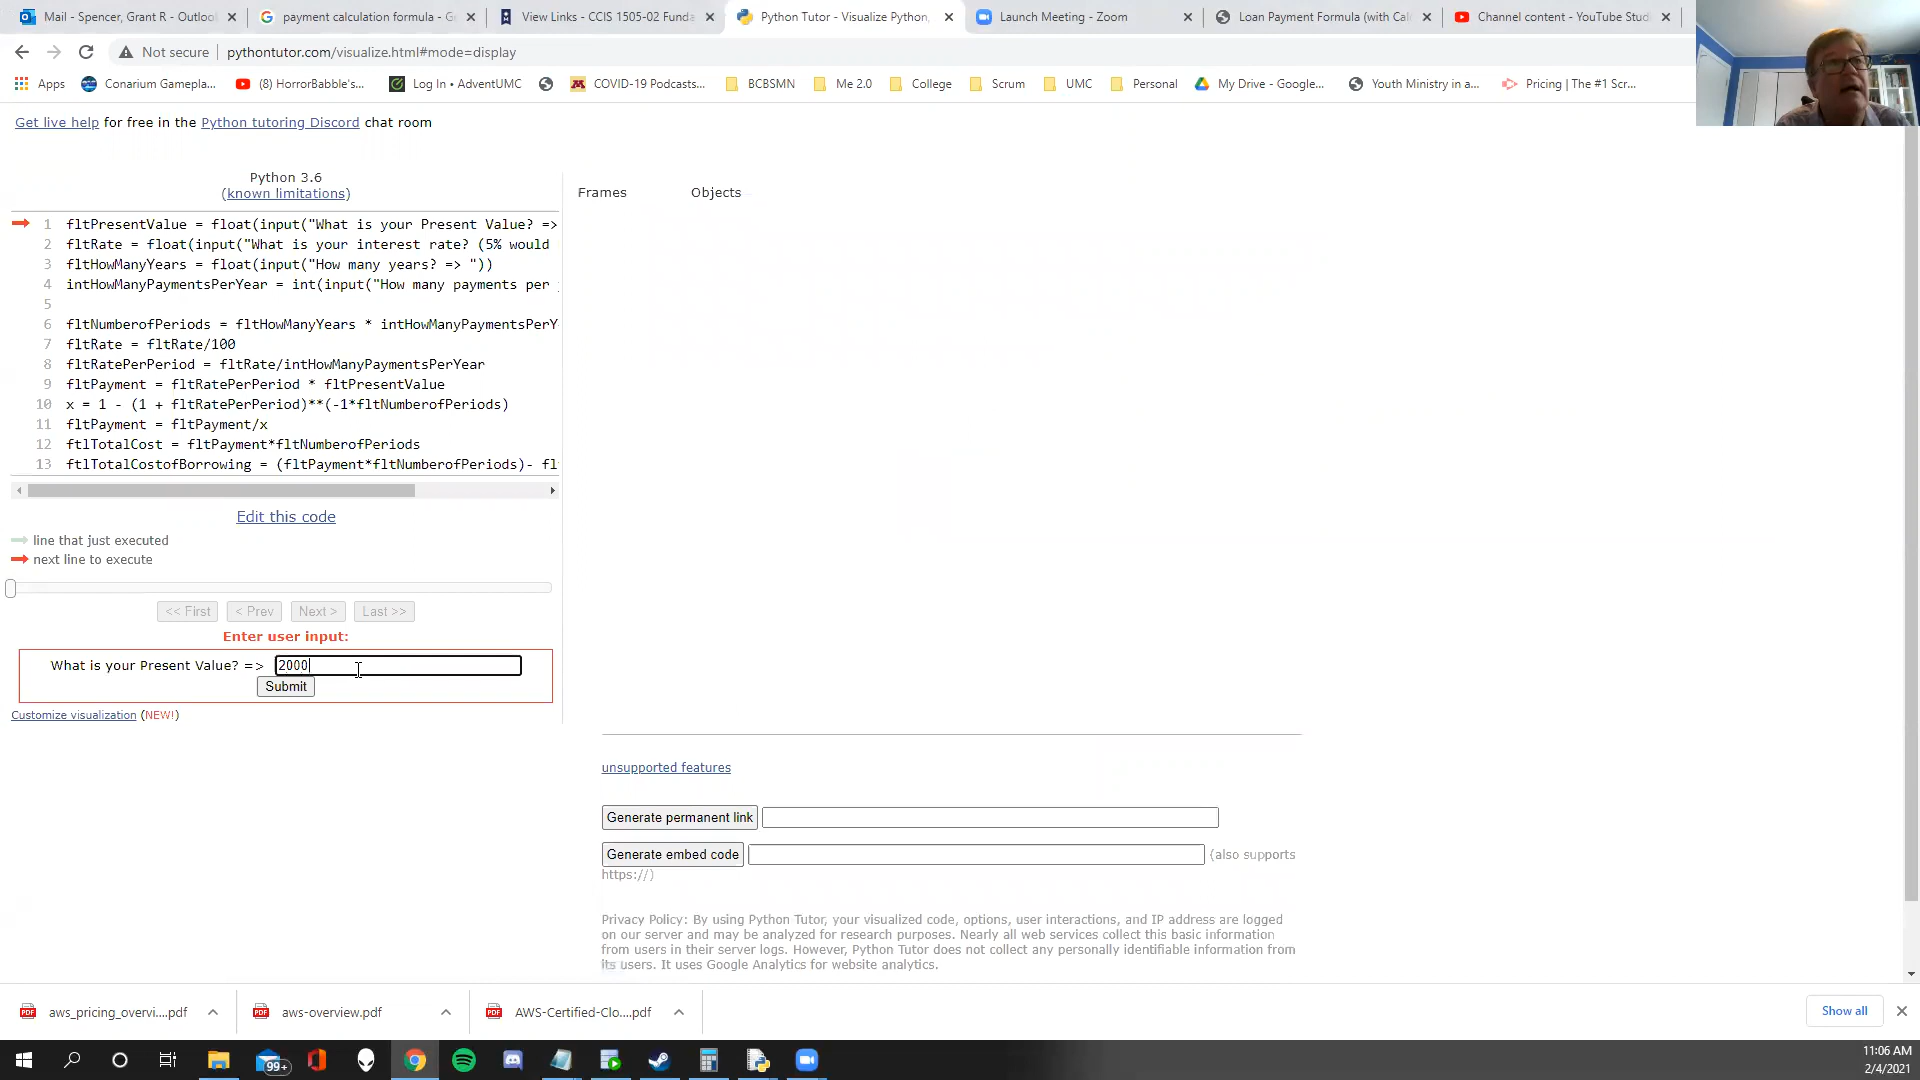 Mail - Spencer, Grant R - Outloo
payment calculation formula - G
View Links - CCIS 1505-02 Funda
Python Tutor - Visualize Python,
Launch Meeting - Zoom
Loan Payment Formula (with Cal
Channel content - YouTube Stud
Not secure
pythontutor.com/visualize.html#mode=display
Apps
Conarium Gamepla...
(8) HorrorBabble's...
Log In • AdventUMC
COVID-19 Podcasts...
BCBSMN
Me 2.0
College
Scrum
UMC
Personal
My Drive - Google...
Youth Ministry in a...
Pricing | The #1 Scr...
Get live help for free in the Python tutoring Discord chat room
Python 3.6
(known limitations)
1 fltPresentValue = float(input("What is your Present Value? =>
2 fltRate = float(input("What is your interest rate? (5% would
3 fltHowManyYears = float(input("How many years? => "))
4 intHowManyPaymentsPerYear = int(input("How many payments per
5
6 fltNumberofPeriods = fltHowManyYears * intHowManyPaymentsPerY
7 fltRate = fltRate/100
8 fltRatePerPeriod = fltRate/intHowManyPaymentsPerYear
9 fltPayment = fltRatePerPeriod * fltPresentValue
10 x = 1 - (1 + fltRatePerPeriod)**(-1*fltNumberofPeriods)
11 fltPayment = fltPayment/x
12 ftlTotalCost = fltPayment*fltNumberofPeriods
13 ftlTotalCostofBorrowing = (fltPayment*fltNumberofPeriods)- fl
Edit this code
line that just executed
next line to execute
<< First
< Prev
Next >
Last >>
Enter user input:
What is your Present Value? => 2000
Submit
Customize visualization (NEW!)
Frames
Objects
unsupported features
Generate permanent link
Generate embed code
(also supports
https://)
Privacy Policy: By using Python Tutor, your visualized code, options, user interactions, and IP address are logged
on our server and may be analyzed for research purposes. Nearly all web services collect this basic information
from users in their server logs. However, Python Tutor does not collect any personally identifiable information from
its users. It uses Google Analytics for website analytics.
aws_pricing_overvi....pdf
aws-overview.pdf
AWS-Certified-Clo....pdf
Show all
99+
11:06 AM
2/4/2021